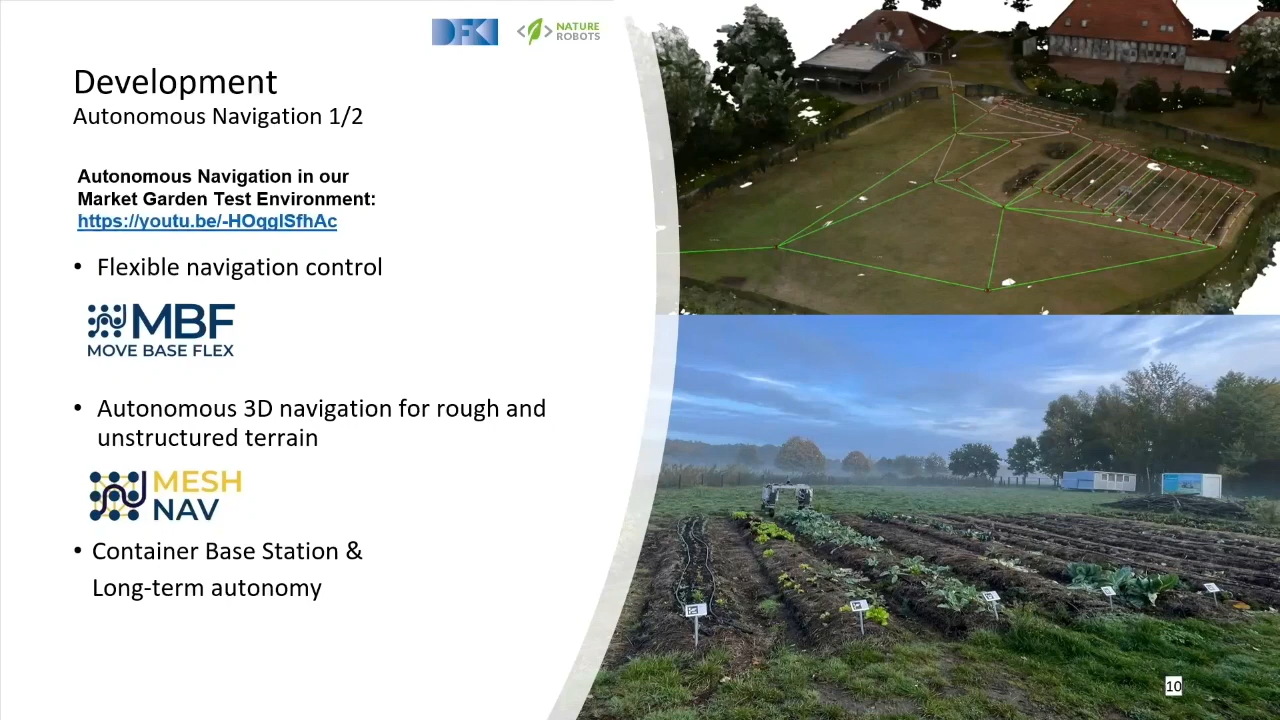 DFKI
NATURE
ROBOTS
Development
Autonomous Navigation 1/2
Autonomous Navigation in our
Market Garden Test Environment:
https://youtu.be/-HOqgISfhAc
• Flexible navigation control
MBF
MOVE BASE FLEX
• Autonomous 3D navigation for rough and
unstructured terrain
MESH
NAV
• Container Base Station &
Long-term autonomy
10